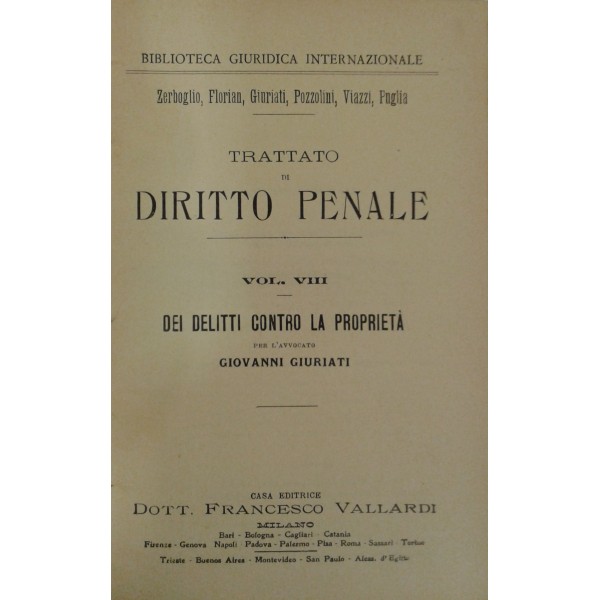 BIBLIOTECA GIURIDICA INTERNAZIONALE
Zerboglio, Florian, Giuriati, Pozzolini, Viazzi, Puglia
TRATTATO
DI
DIRITTO PENALE
VOL. VIII
DEI DELITTI CONTRO LA PROPRIETÀ
PER L'AVVOCATO
GIOVANNI GIURIATI
CASA EDITRICE
DOTT. FRANCESCO VALLARDI
MILANO
Bari - Bologna - Cagliari - Catania
Firenze - Genova Napoli - Padova - Palermo - Pisa - Roma - Sassari - Torino
Trieste - Buenos Aires - Montevideo - San Paulo - Aless. d'Egitto